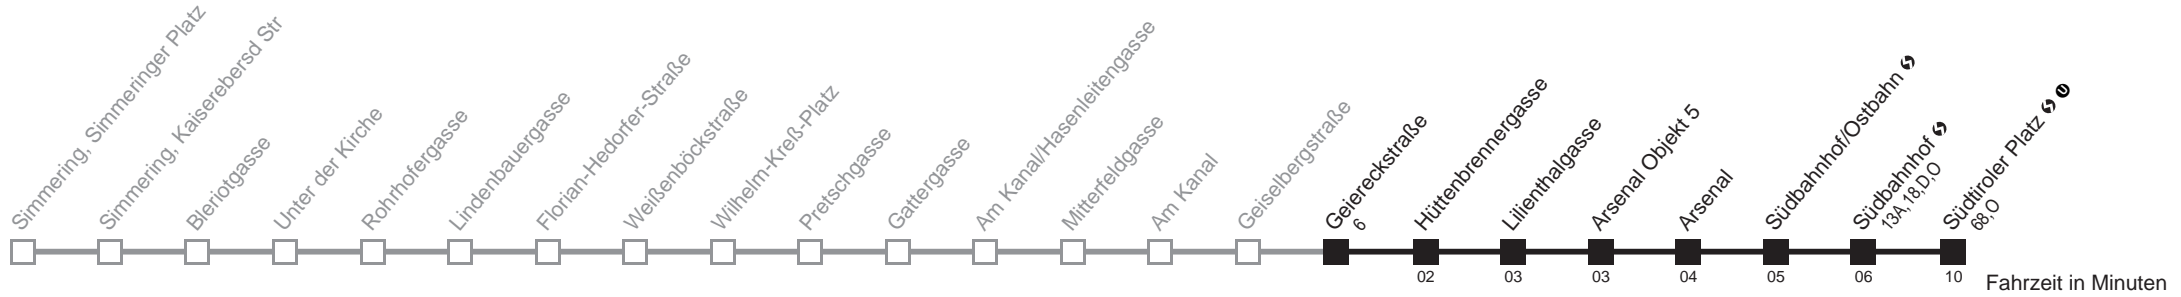 Simmering, Simmeringer Platz
Simmering, Kaiserebersd Str
Bleriotgasse
Unter der Kirche
Rohrhofergasse
Lindenbauergasse
Florian-Hedorfer-Straße
Weißenböckstraße
Wilhelm-Kreß-Platz
Pretschgasse
Gattergasse
Am Kanal/Hasenleitengasse
Mitterfeldgasse
Am Kanal
Geiselbergstraße
Geiereckstraße
6
Hüttenbrennergasse
Lilienthalgasse
Arsenal Objekt 5
Arsenal
Südbahnhof/Ostbahn S
Südbahnhof S
13A,18,D,O
Südtiroler Platz S U
68,O
02 03 03 04 05 06 10
Fahrzeit in Minuten